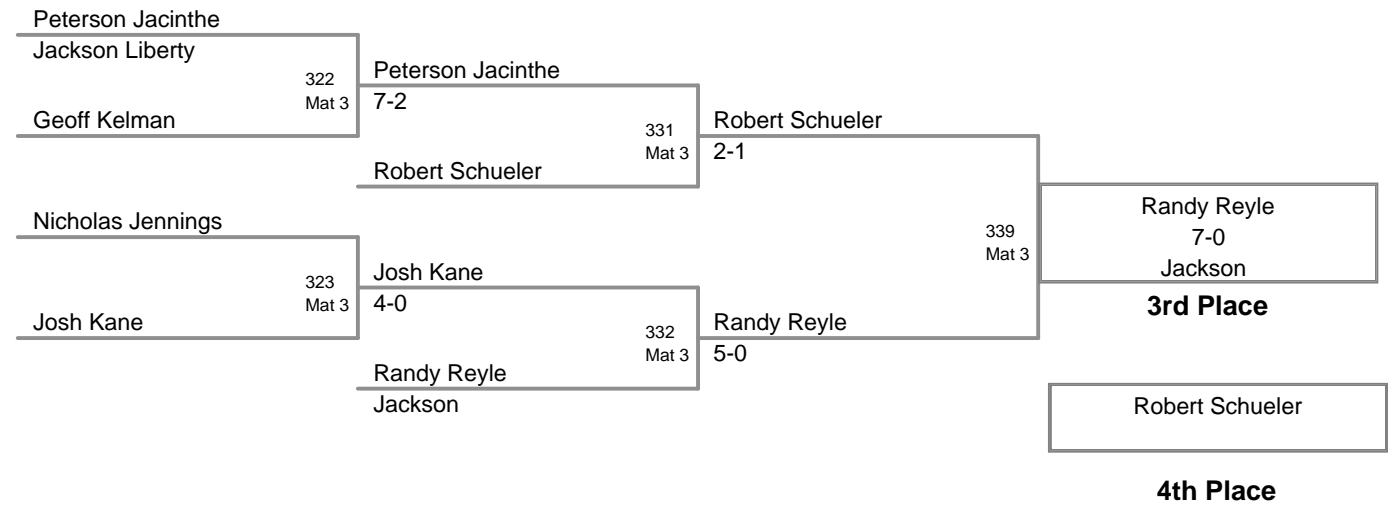 Peterson Jacinthe
Jackson Liberty
322
Mat 3
Geoff Kelman
Peterson Jacinthe
7-2
331
Mat 3
Robert Schueler
Robert Schueler
2-1
Nicholas Jennings
323
Mat 3
Josh Kane
Josh Kane
4-0
332
Mat 3
Randy Reyle
Jackson
Randy Reyle
5-0
339
Mat 3
Randy Reyle
7-0
Jackson
3rd Place
Robert Schueler
4th Place